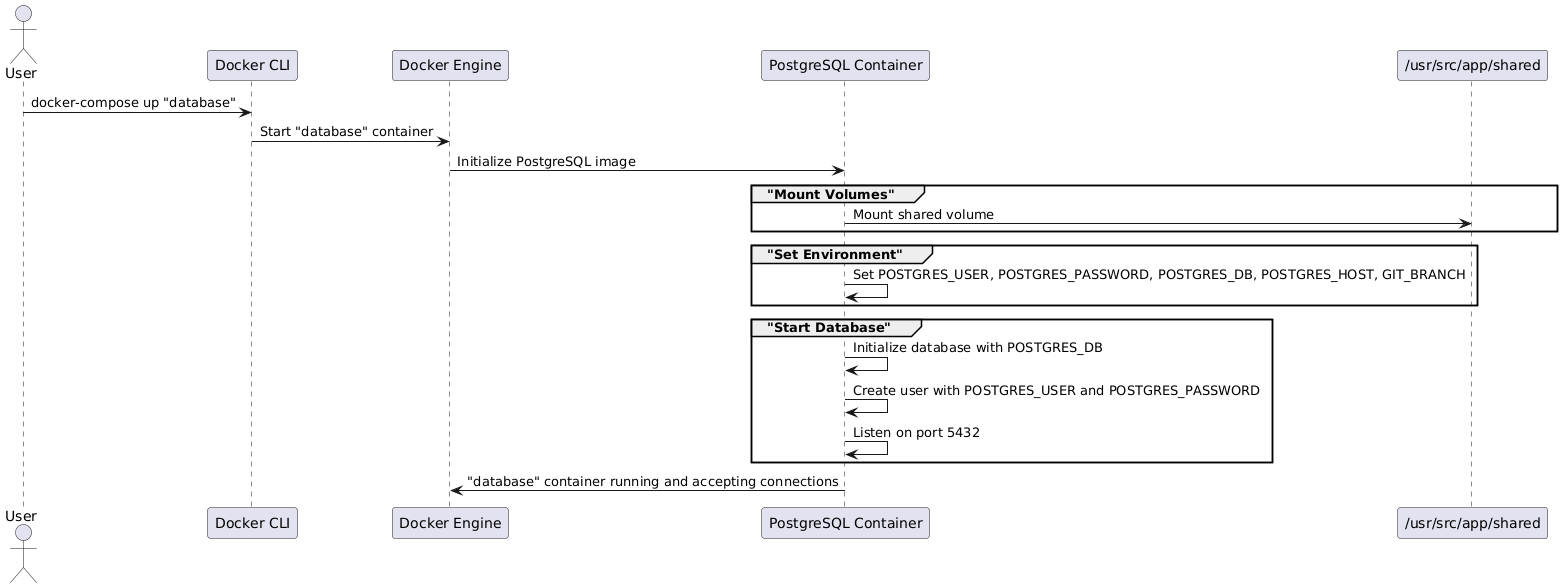 User
Docker CLI
Docker Engine
PostgreSQL Container
/usr/src/app/shared
docker-compose up "database"
Start "database" container
Initialize PostgreSQL image
"Mount Volumes"
Mount shared volume
"Set Environment"
Set POSTGRES_USER, POSTGRES_PASSWORD, POSTGRES_DB, POSTGRES_HOST, GIT_BRANCH
"Start Database"
Initialize database with POSTGRES_DB
Create user with POSTGRES_USER and POSTGRES_PASSWORD
Listen on port 5432
"database" container running and accepting connections
User
Docker CLI
Docker Engine
PostgreSQL Container
/usr/src/app/shared